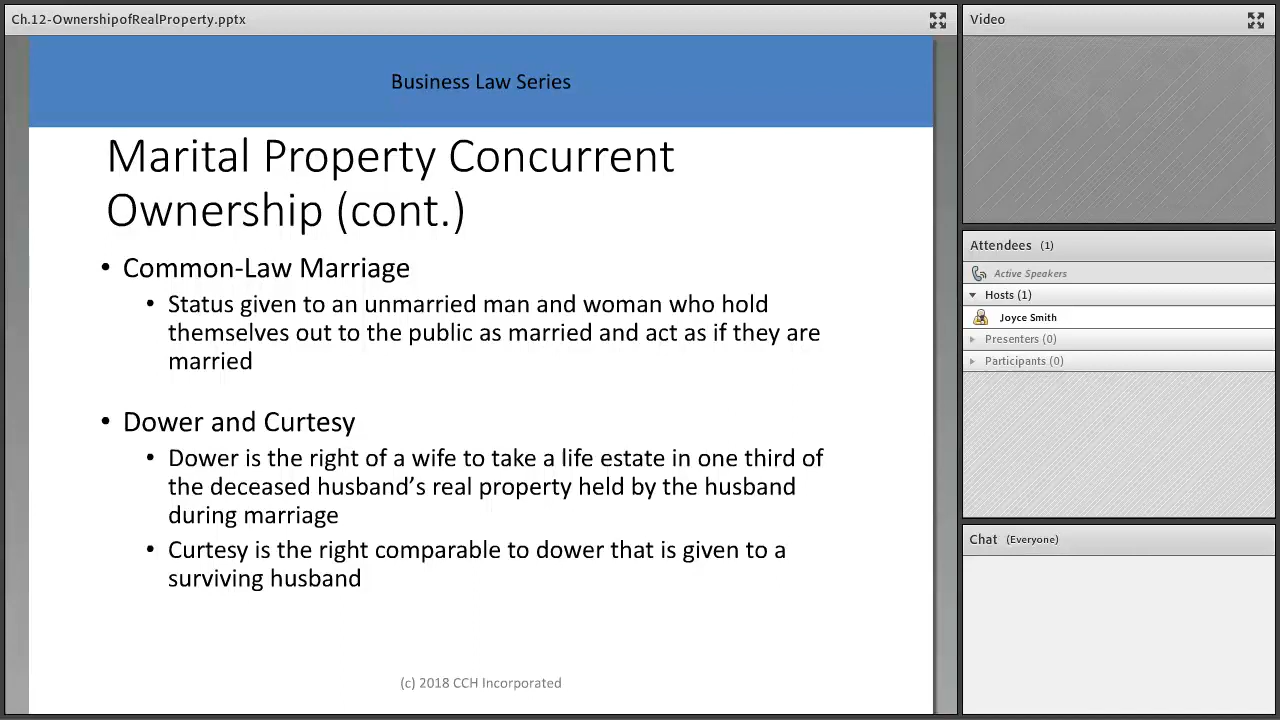 Ch.12-OwnershipofRealProperty.pptx
Business Law Series
Marital Property Concurrent
Ownership (cont.)
• Common-Law Marriage
• Status given to an unmarried man and woman who hold
themselves out to the public as married and act as if they are
married
• Dower and Curtesy
• Dower is the right of a wife to take a life estate in one third of
the deceased husband’s real property held by the husband
during marriage
• Curtesy is the right comparable to dower that is given to a
surviving husband
(c) 2018 CCH Incorporated
Video
Attendees (1)
Active Speakers
Hosts (1)
Joyce Smith
Presenters (0)
Participants (0)
Chat (Everyone)